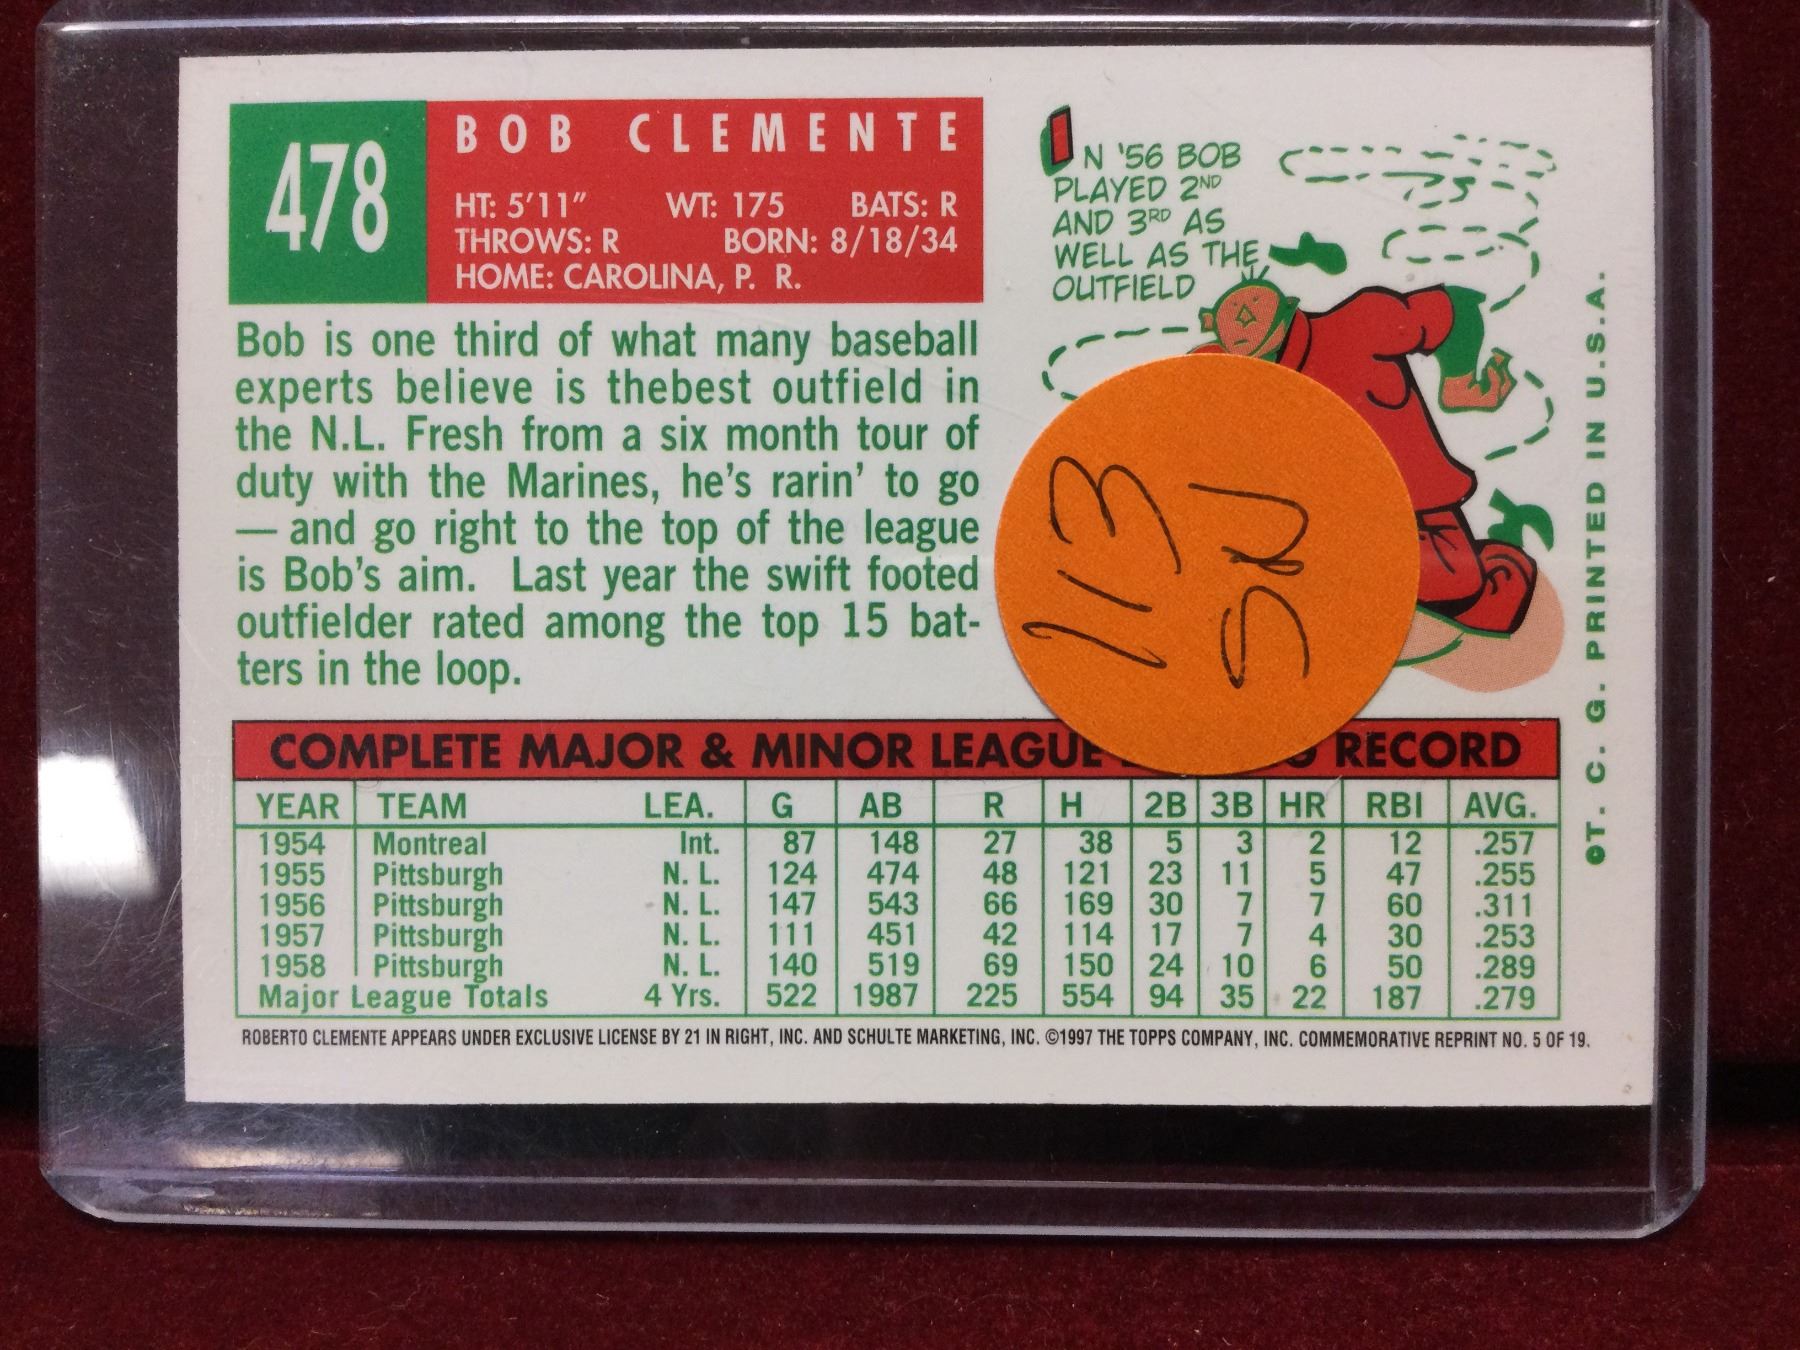 478
BOB CLEMENTE
HT: 5'11" WT: 175 BATS: R
THROWS: R BORN: 8/18/34
HOME: CAROLINA, P. R.
IN '56 BOB
PLAYED 2ND
AND 3RD AS
WELL AS THE
OUTFIELD
Bob is one third of what many baseball
experts believe is thebest outfield in
the N.L. Fresh from a six month tour of
duty with the Marines, he's rarin' to go
— and go right to the top of the league
is Bob's aim. Last year the swift footed
outfielder rated among the top 15 bat-
ters in the loop.
113
COMPLETE MAJOR & MINOR LEAGUE RECORD
YEAR TEAM LEA. G AB R H 2B 3B HR RBI AVG.
1954 Montreal Int. 87 148 27 38 5 3 2 12 .257
1955 Pittsburgh N. L. 124 474 48 121 23 11 5 47 .255
1956 Pittsburgh N. L. 147 543 66 169 30 7 7 60 .311
1957 Pittsburgh N. L. 111 451 42 114 17 7 4 30 .253
1958 Pittsburgh N. L. 140 519 69 150 24 10 6 50 .289
Major League Totals 4 Yrs. 522 1987 225 554 94 35 22 187 .279
ROBERTO CLEMENTE APPEARS UNDER EXCLUSIVE LICENSE BY 21 IN RIGHT, INC. AND SCHULTE MARKETING, INC. ©1997 THE TOPPS COMPANY, INC. COMMEMORATIVE REPRINT NO. 5 OF 19.
©T. C. G. PRINTED IN U.S.A.